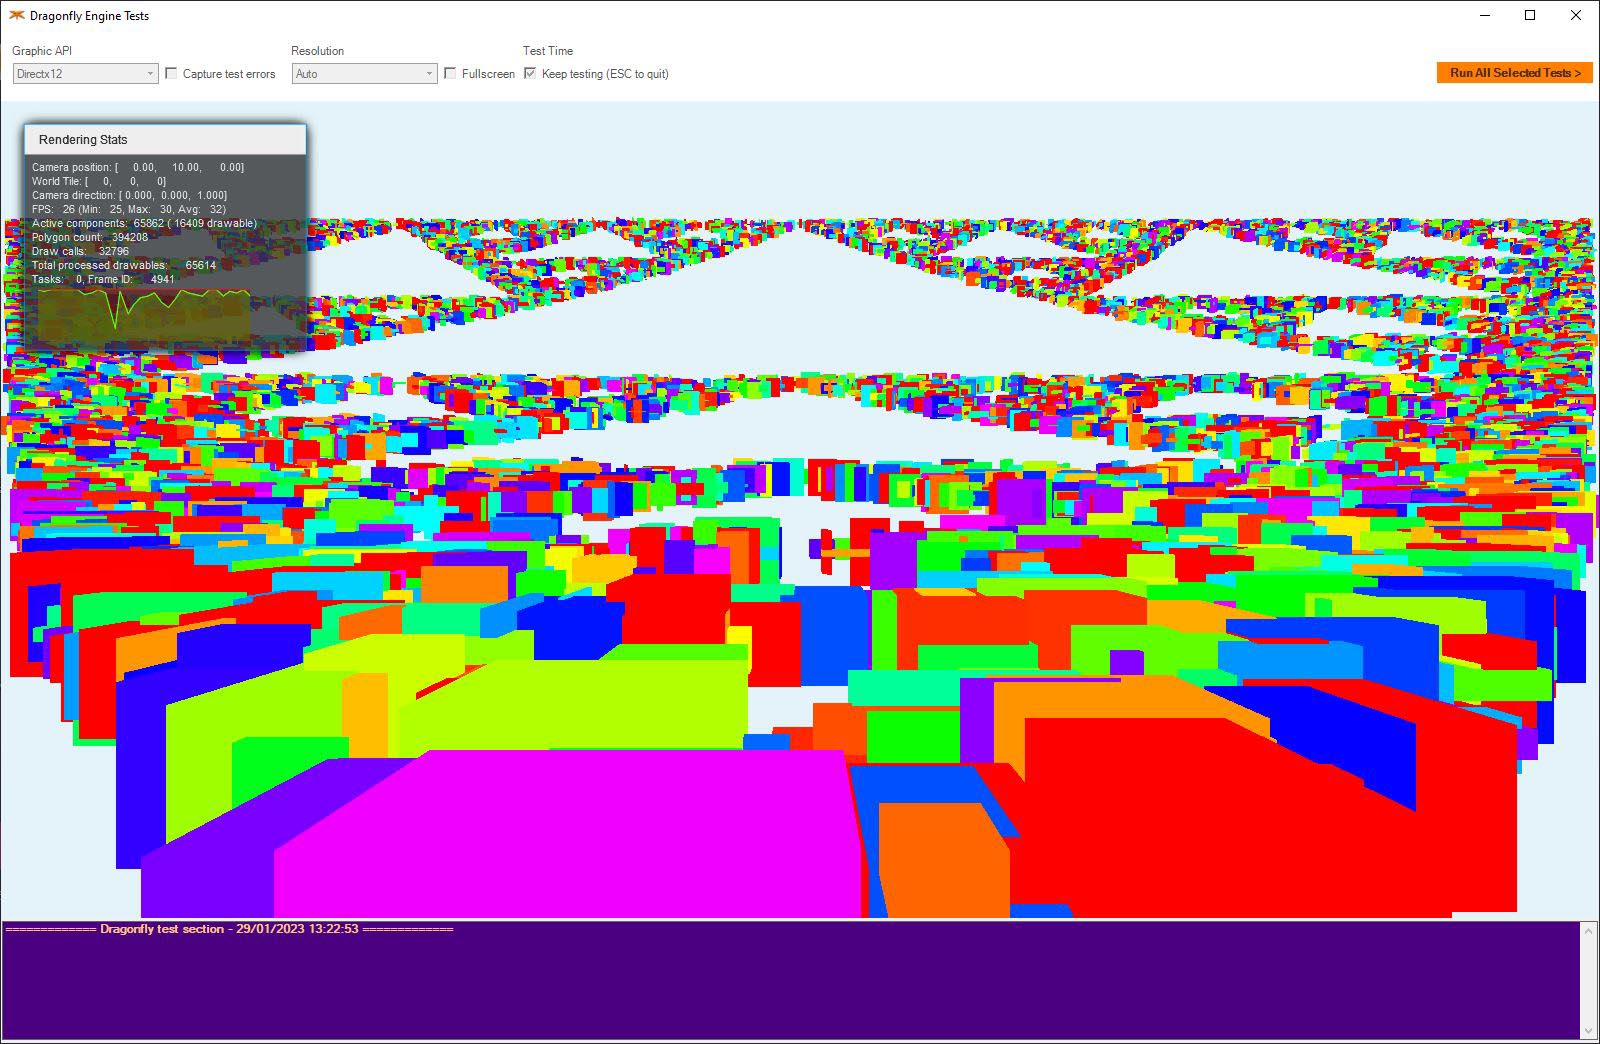 Dragonfly Engine Tests
Graphic API
Resolution
Test Time
Directx12
Capture test errors
Auto
Fullscreen
Keep testing (ESC to quit)
Run All Selected Tests >
Rendering Stats
Camera position: [ 0.00, 10.00, 0.00]
World Tile: [ 0, 0, 0]
Camera direction: [ 0.000, 0.000, 1.000]
FPS: 26 (Min: 25, Max: 30, Avg: 32)
Active components: 65862 ( 16409 drawable)
Polygon count: 394208
Draw calls: 32796
Total processed drawables: 65614
Tasks: 0, Frame ID: 4941
============= Dragonfly test section - 29/01/2023 13:22:53 =============